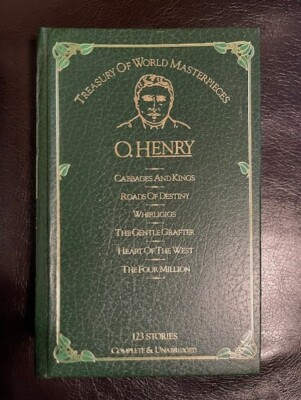 TREASURY OF WORLD MASTERPIECES
O. HENRY
CABBAGES AND KINGS
ROADS OF DESTINY
WHIRLIGIGS
THE GENTLE GRAFTER
HEART OF THE WEST
THE FOUR MILLION
123 STORIES
COMPLETE & UNABRIDGED